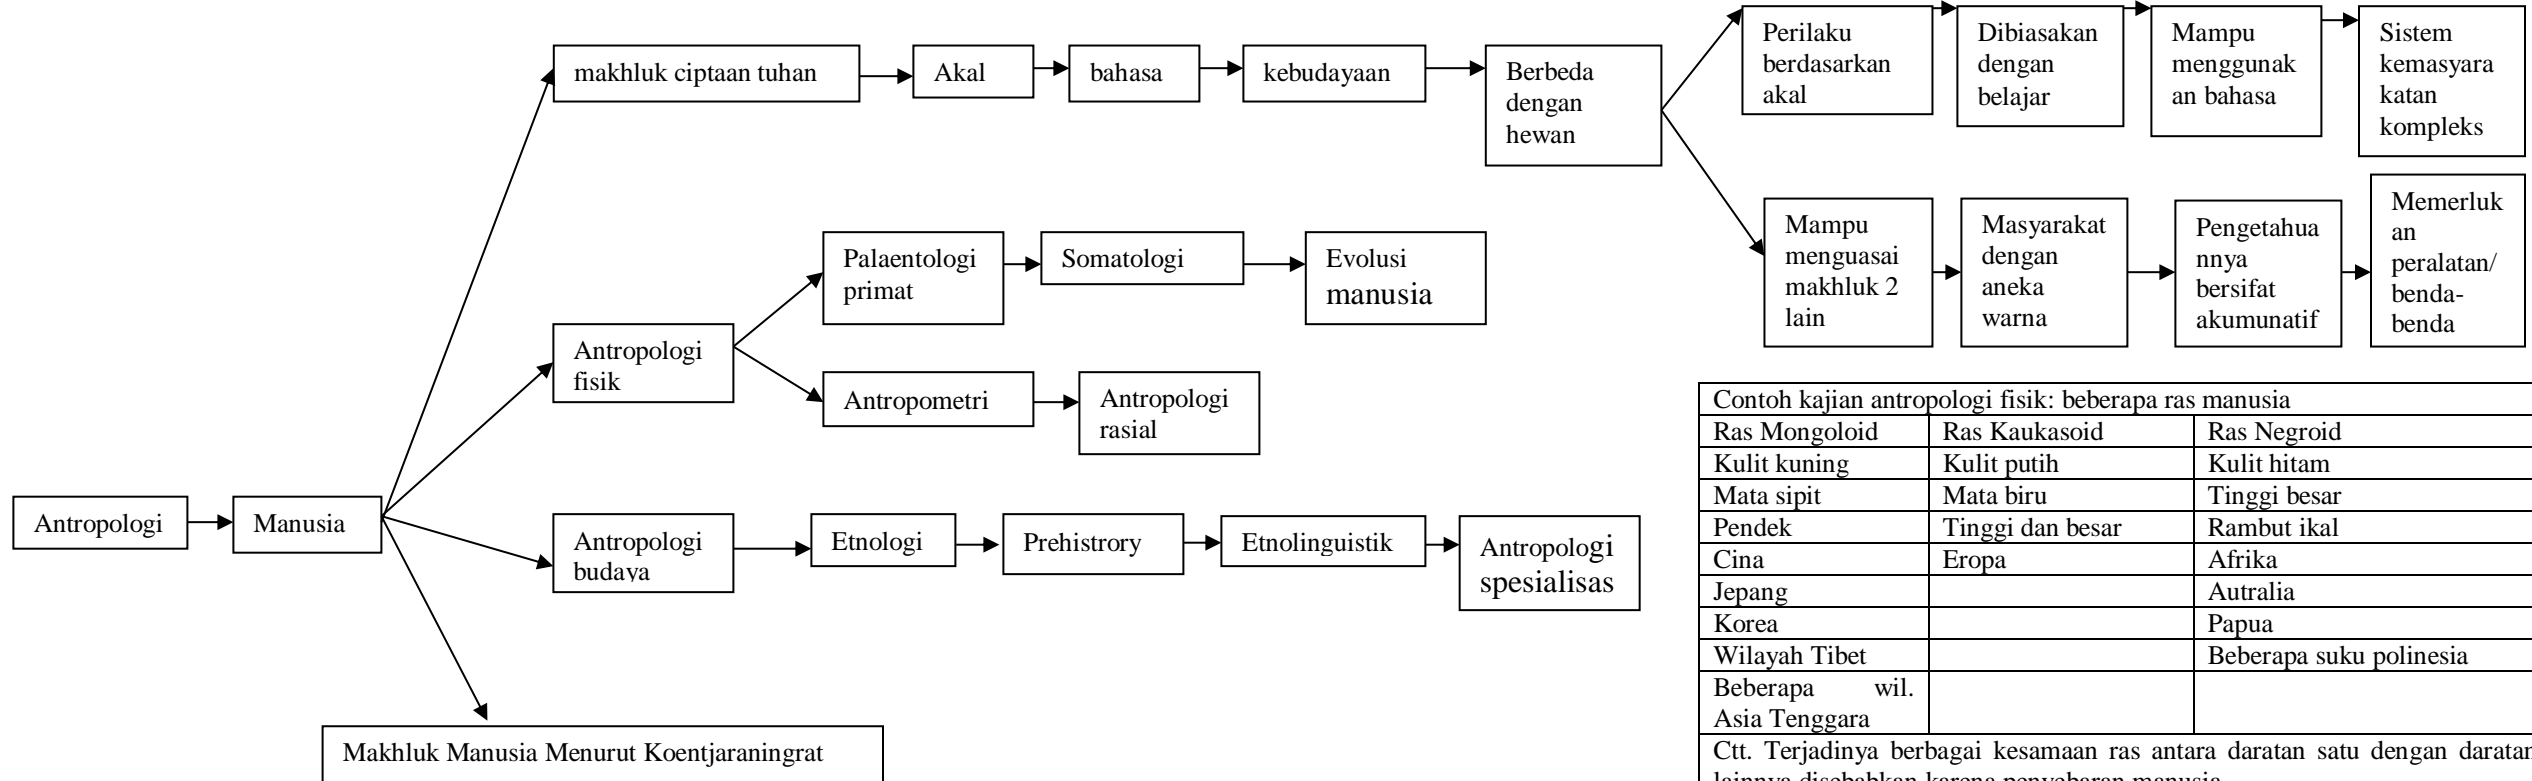 makhluk ciptaan tuhan
Akal
bahasa
kebudayaan
Berbeda
dengan
hewan
Perilaku
berdasarkan
akal
Dibiasakan
dengan
belajar
Mampu
menggunak
an bahasa
Sistem
kemasyara
katan
kompleks
Mampu
menguasai
makhluk 2
lain
Masyarakat
dengan
aneka
warna
Pengetahua
nnya
bersifat
akumunatif
Memerluk
an
peralatan/
benda-
benda
Palaentologi
primat
Somatologi
Evolusi
manusia
Antropologi
fisik
Antropometri
Antropologi
rasial
Antropologi
Manusia
Antropologi
budaya
Etnologi
Prehistrory
Etnolinguistik
Antropologi
spesialisas
Makhluk Manusia Menurut Koentjaraningrat
Contoh kajian antropologi fisik: beberapa ras manusia
Ras Mongoloid Ras Kaukasoid Ras Negroid
Kulit kuning Kulit putih Kulit hitam
Mata sipit Mata biru Tinggi besar
Pendek Tinggi dan besar Rambut ikal
Cina Eropa Afrika
Jepang Autralia
Korea Papua
Wilayah Tibet Beberapa suku polinesia
Beberapa wil.
Asia Tenggara
Ctt. Terjadinya berbagai kesamaan ras antara daratan satu dengan daratan
lainnya disebabkan karena penyebaran manusia